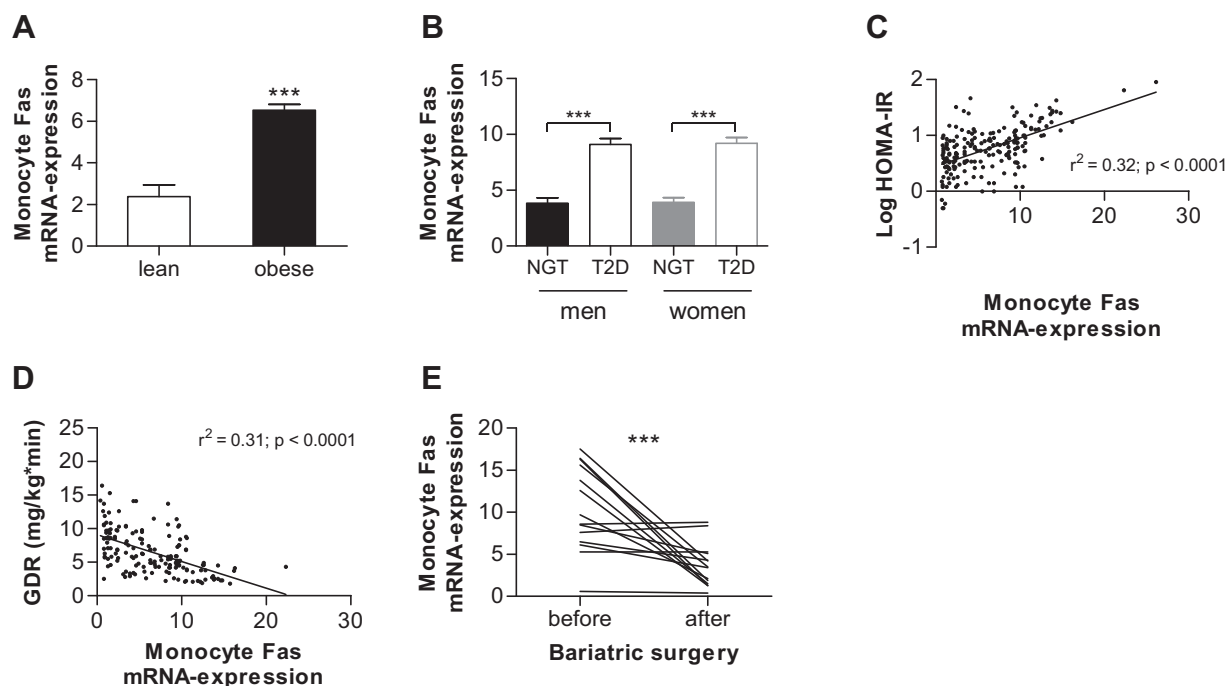 A
Monocyte Fas
mRNA-expression
8
6
4
2
0
***
lean
obese
B
Monocyte Fas
mRNA-expression
15
10
5
0
***
***
NGT
T2D
NGT
T2D
men
women
C
Log HOMA-IR
2
1
0
-1
10
20
30
r² = 0.32; p < 0.0001
Monocyte Fas
mRNA-expression
D
GDR (mg/kg*min)
25
20
15
10
5
0
r² = 0.31; p < 0.0001
0
10
20
30
Monocyte Fas
mRNA-expression
E
Monocyte Fas
mRNA-expression
20
15
10
5
0
***
before
after
Bariatric surgery